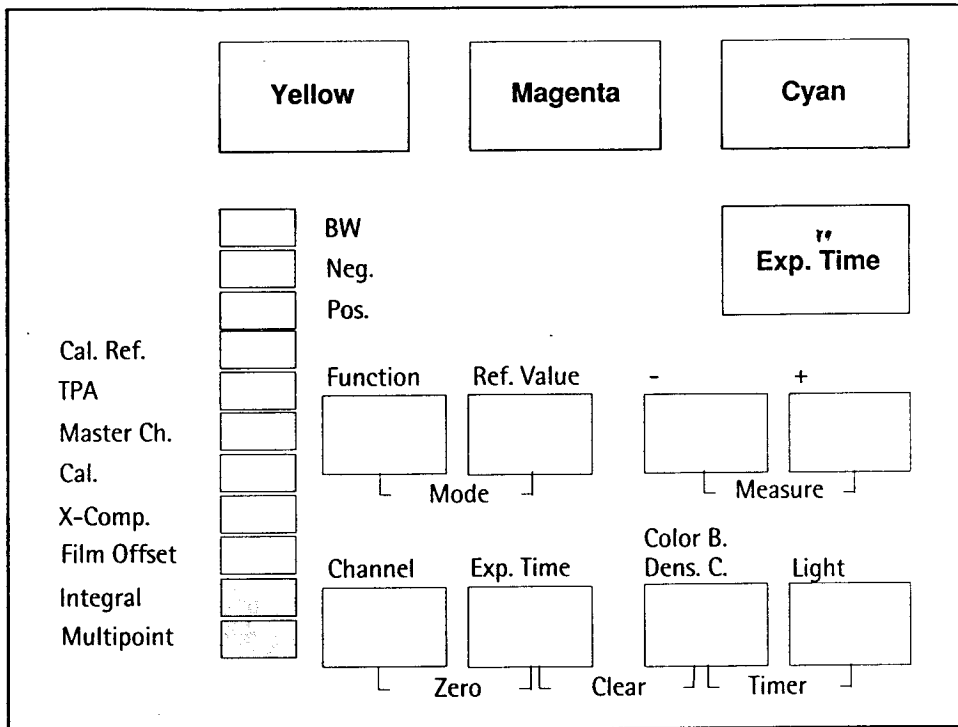 Yellow Magenta Cyan
BW
Exp. Time
Neg.
Pos.
Cal. Ref.
TPA
Master Ch.
Cal.
X-Comp.
Film Offset
Integral
Multipoint
Function Ref. Value - +
Mode Measure
Color B.
Channel Exp. Time Dens. C. Light
Zero Clear Timer